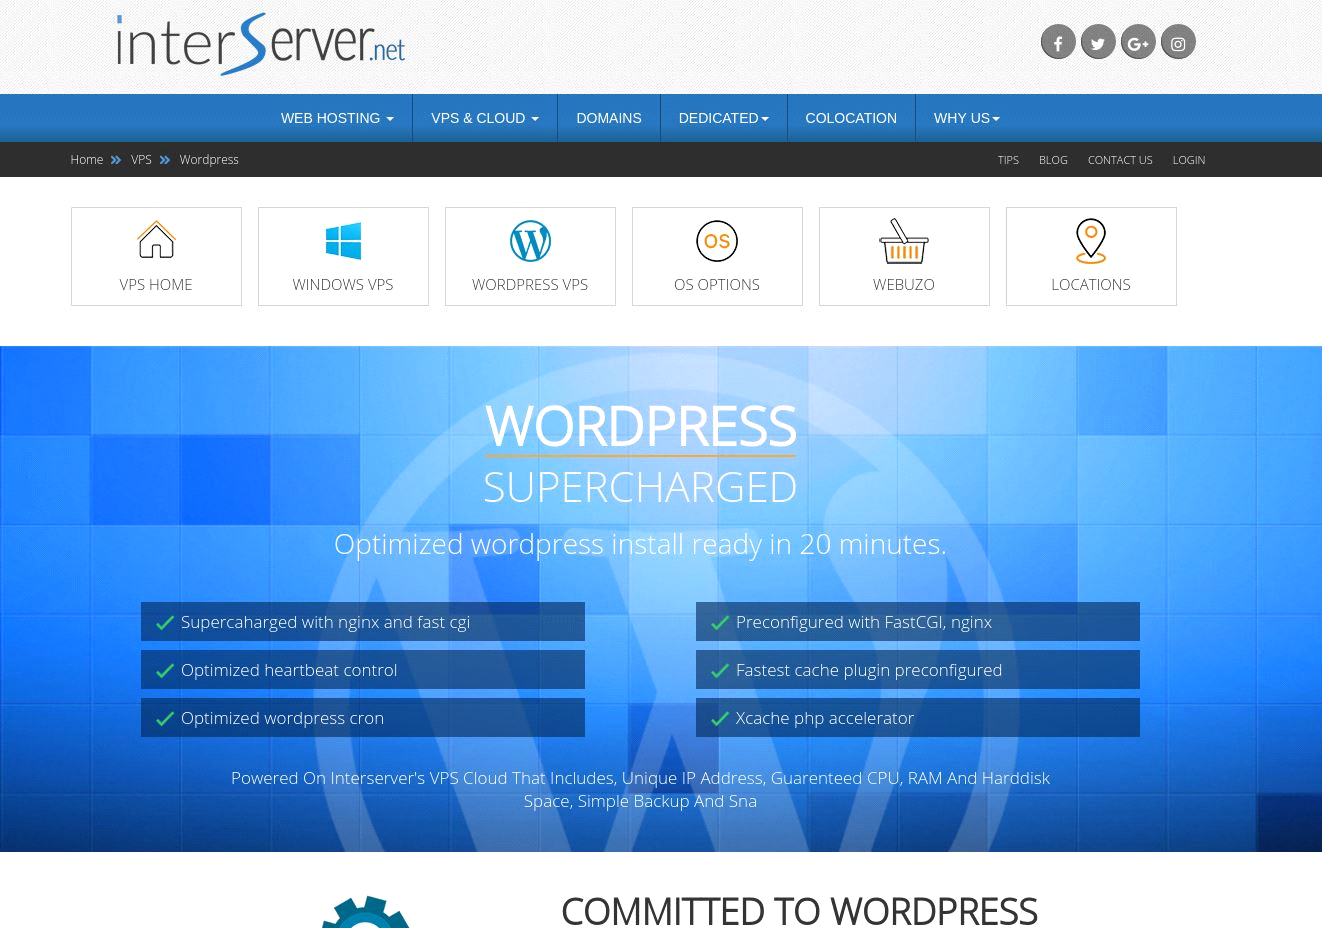 interServer.net
WEB HOSTING
VPS & CLOUD
DOMAINS
DEDICATED
COLOCATION
WHY US
Home
VPS
Wordpress
TIPS
BLOG
CONTACT US
LOGIN
OS
VPS HOME
WINDOWS VPS
WORDPRESS VPS
OS OPTIONS
WEBUZO
LOCATIONS
WORDPRESS
SUPERCHARGED
Optimized wordpress install ready in 20 minutes.
Supercaharged with nginx and fast cgi
Preconfigured with FastCGI, nginx
Optimized heartbeat control
Fastest cache plugin preconfigured
Optimized wordpress cron
Xcache php accelerator
Powered On Interserver's VPS Cloud That Includes, Unique IP Address, Guarenteed CPU, RAM And Harddisk
Space, Simple Backup And Sna
COMMITTED TO WORDPRESS